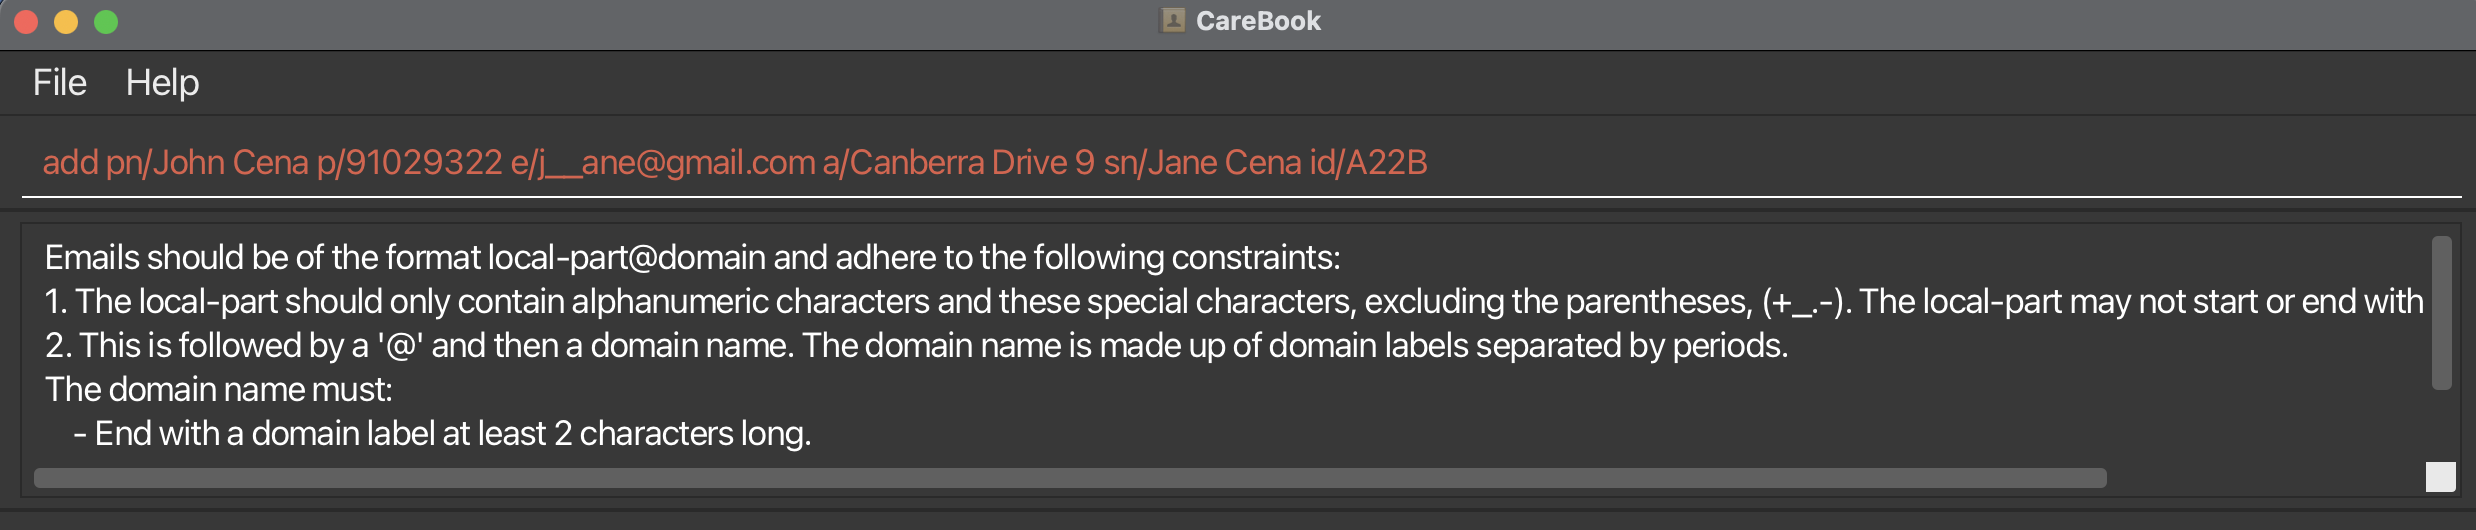 CareBook
File Help
add pn/John Cena p/91029322 e/j__ane@gmail.com a/Canberra Drive 9 sn/Jane Cena id/A22B
Emails should be of the format local-part@domain and adhere to the following constraints:
1. The local-part should only contain alphanumeric characters and these special characters, excluding the parentheses, (+_.-). The local-part may not start or end with
2. This is followed by a '@' and then a domain name. The domain name is made up of domain labels separated by periods.
The domain name must:
- End with a domain label at least 2 characters long.